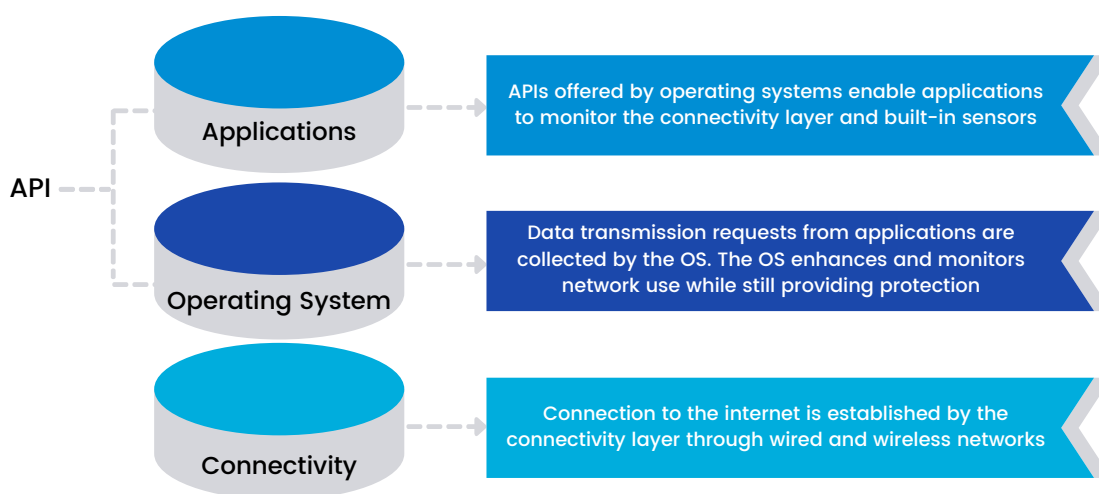 Applications
APIs offered by operating systems enable applications
to monitor the connectivity layer and built-in sensors
API
Operating System
Data transmission requests from applications are
collected by the OS. The OS enhances and monitors
network use while still providing protection
Connectivity
Connection to the internet is established by the
connectivity layer through wired and wireless networks